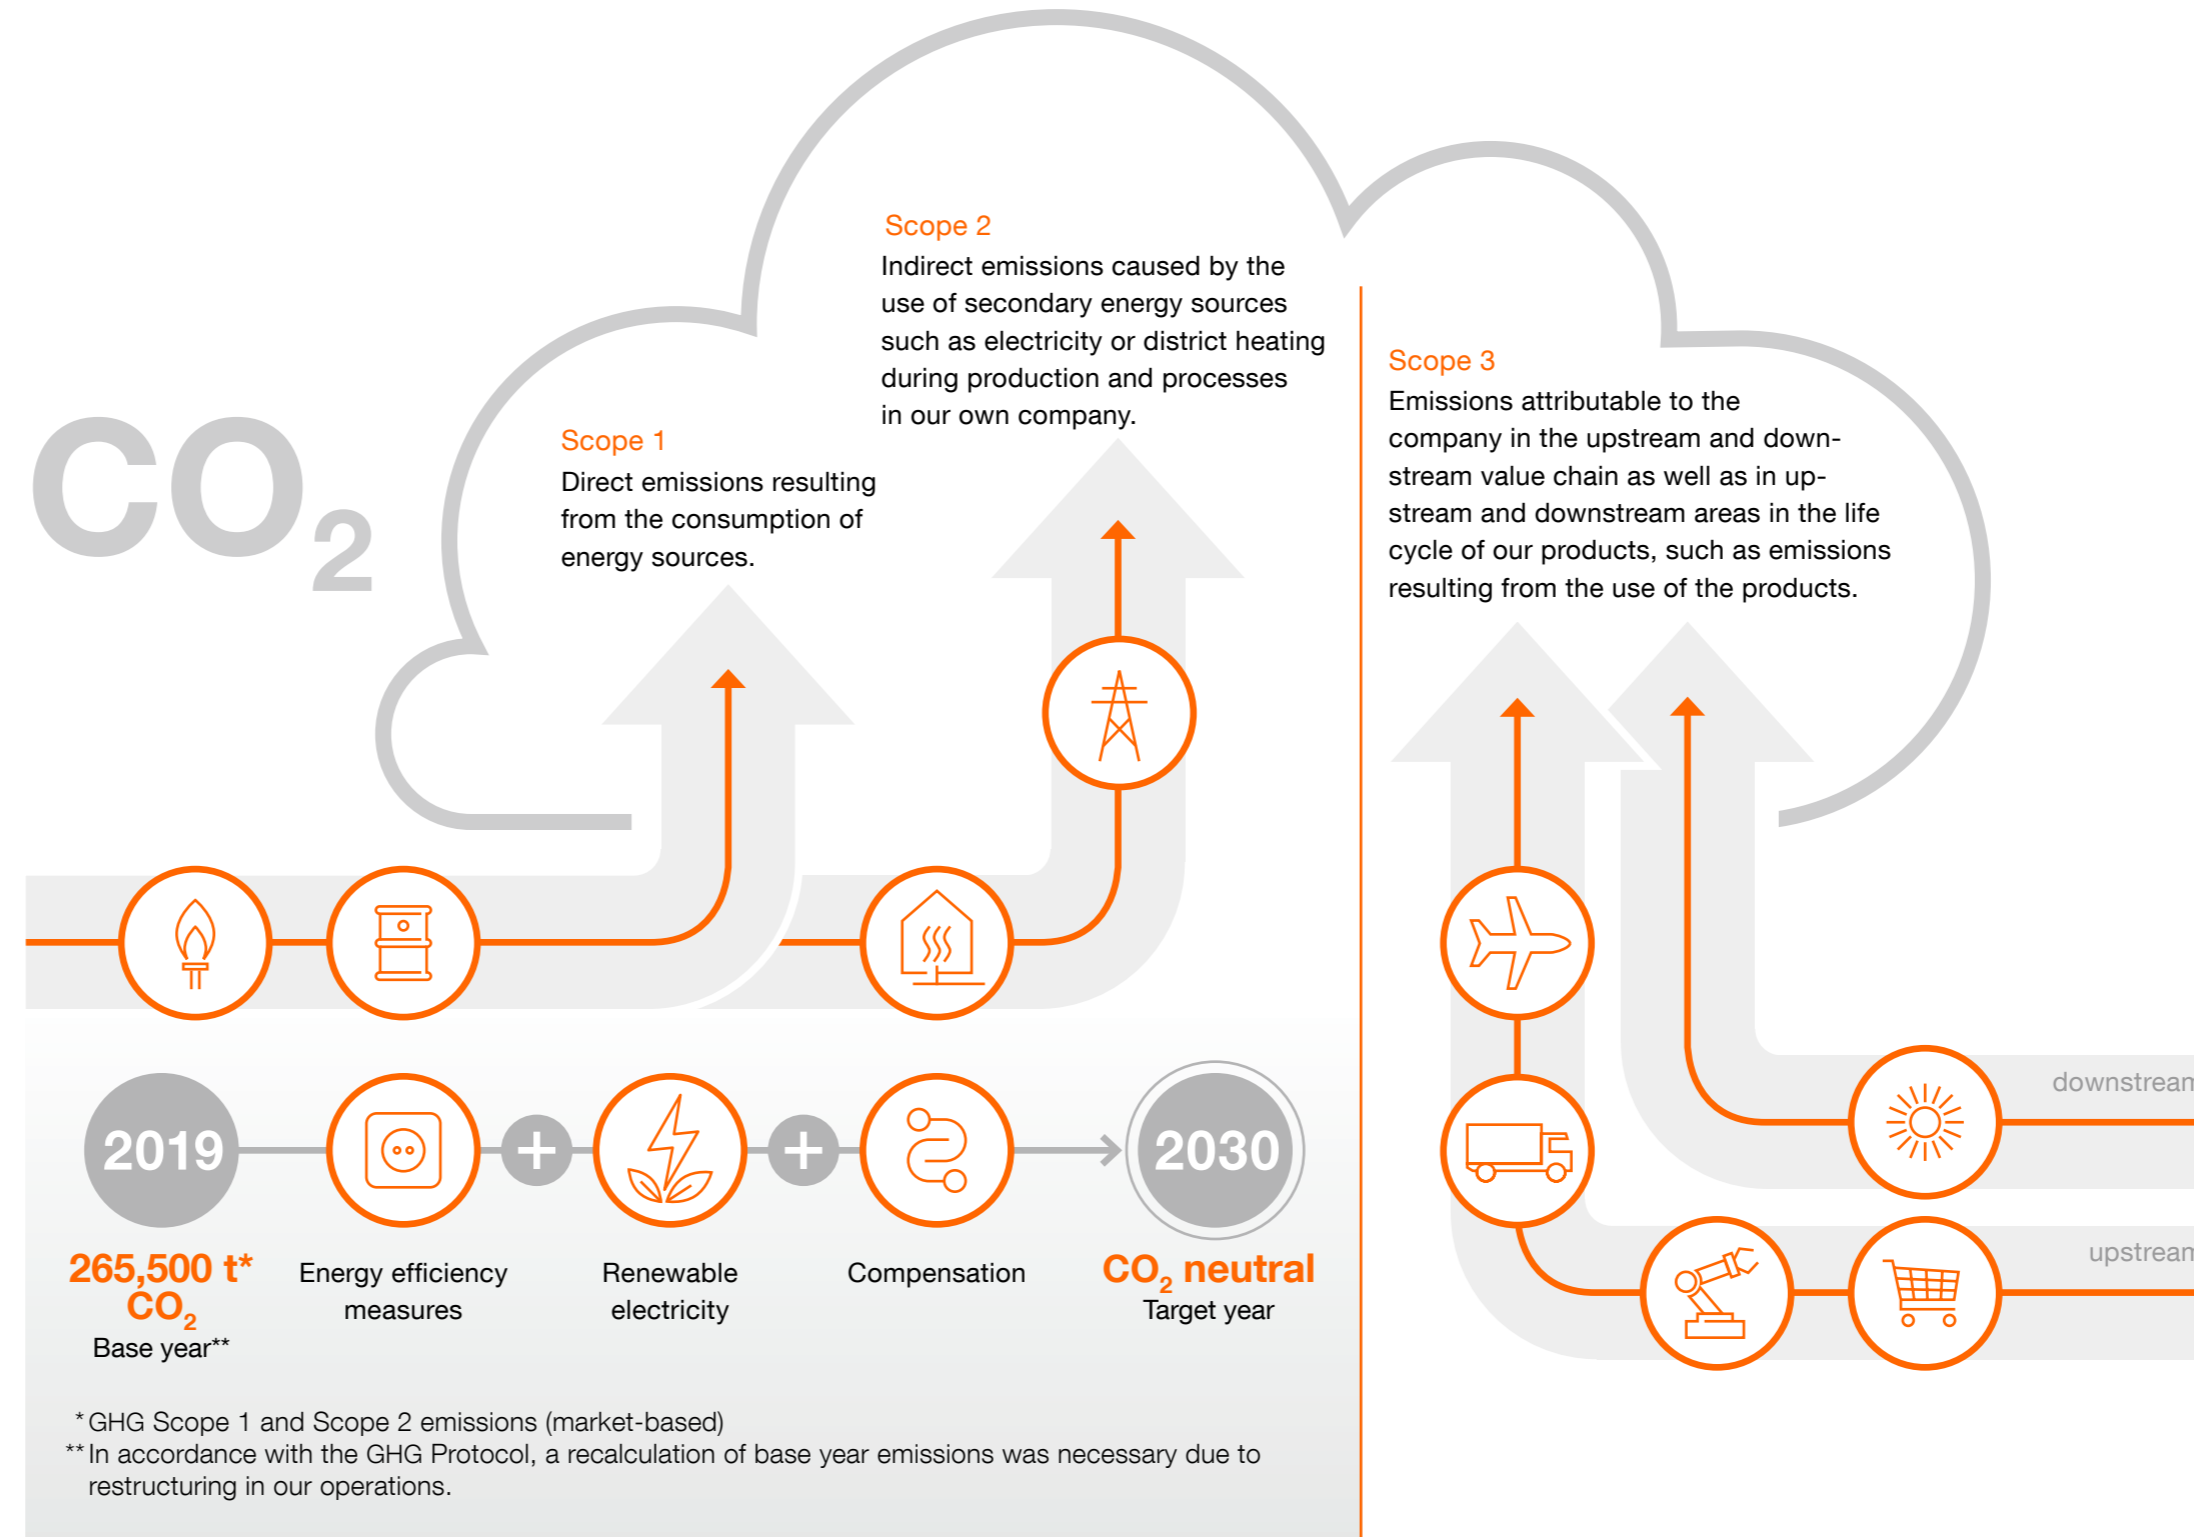 CO₂
Scope 1
Direct emissions resulting
from the consumption of
energy sources.
Scope 2
Indirect emissions caused by the
use of secondary energy sources
such as electricity or district heating
during production and processes
in our own company.
Scope 3
Emissions attributable to the
company in the upstream and down-
stream value chain as well as in up-
stream and downstream areas in the life
cycle of our products, such as emissions
resulting from the use of the products.
downstream
upstream
2019
265,500 t*
CO₂
Base year**
Energy efficiency
measures
+
Renewable
electricity
+
Compensation
2030
CO₂ neutral
Target year
* GHG Scope 1 and Scope 2 emissions (market-based)
** In accordance with the GHG Protocol, a recalculation of base year emissions was necessary due to
restructuring in our operations.